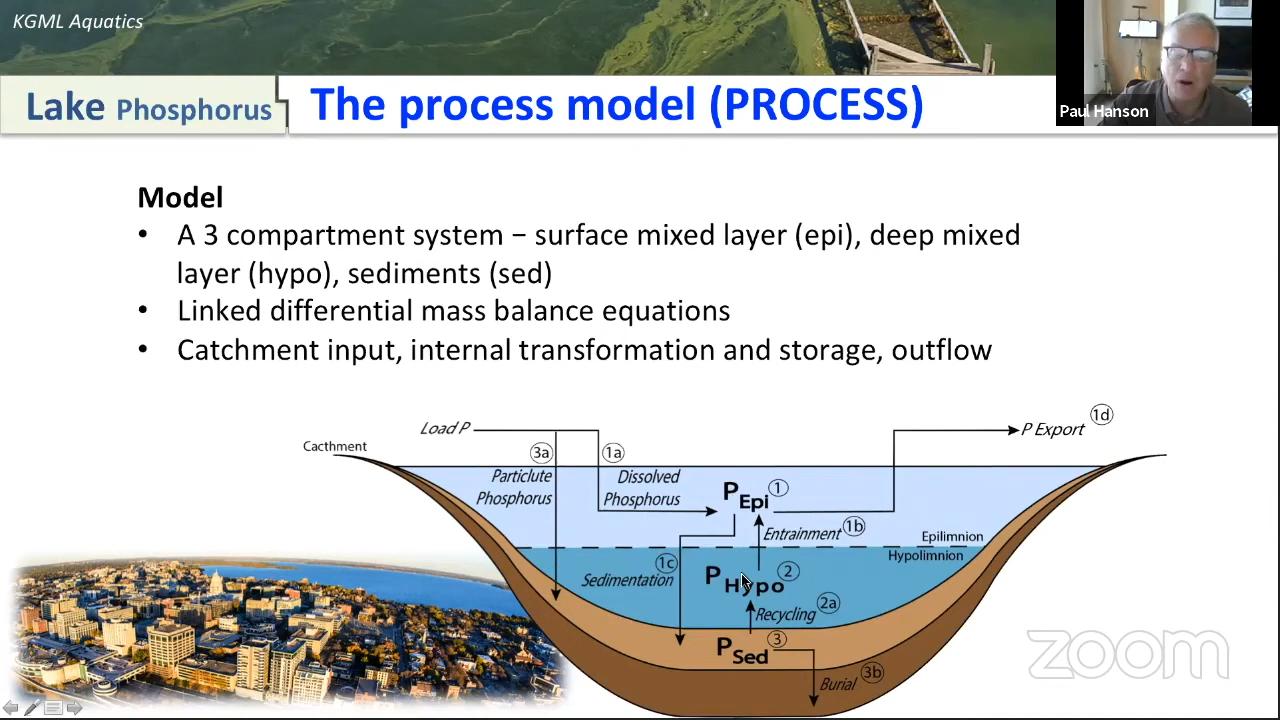 KGML Aquatics
Lake Phosphorus
The process model (PROCESS)
Paul Hanson
Model
• A 3 compartment system – surface mixed layer (epi), deep mixed
layer (hypo), sediments (sed)
• Linked differential mass balance equations
• Catchment input, internal transformation and storage, outflow
Load P
P Export 1d
Cacthment
3a
1a
Particlute
Phosphorus
Dissolved
Phosphorus
P Epi 1
Entrainment 1b
Epilimnion
Hypolimnion
1c
Sedimentation
P Hypo 2
Recycling 2a
P Sed 3
Burial 3b
zoom